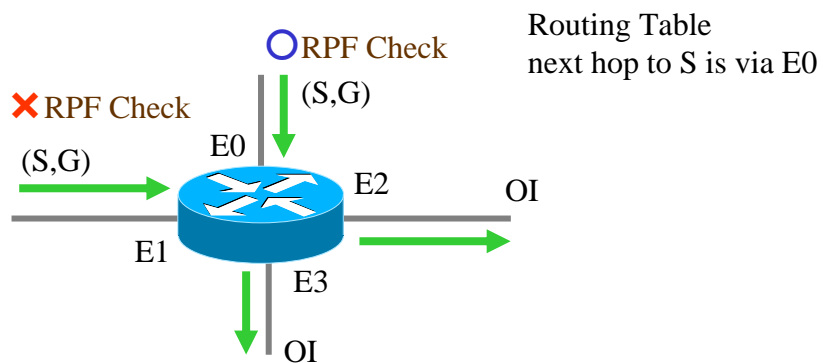 Routing Table
next hop to S is via E0
RPF Check
(S,G)
RPF Check
(S,G)
E0
E2
OI
E1
E3
OI